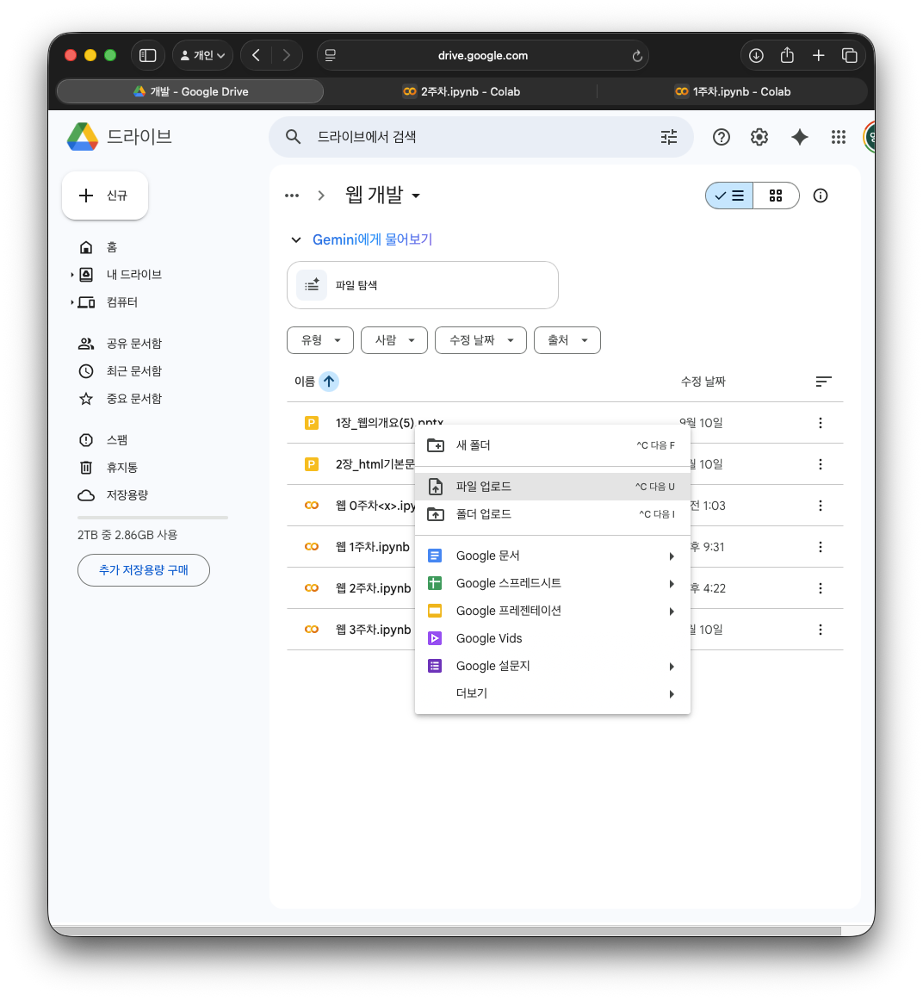 개인
drive.google.com
개발 - Google Drive
2주차.ipynb - Colab
1주차.ipynb - Colab
드라이브
드라이브에서 검색
신규
홈
내 드라이브
컴퓨터
공유 문서함
최근 문서함
중요 문서함
스팸
휴지통
저장용량
2TB 중 2.86GB 사용
추가 저장용량 구매
웹 개발
Gemini에게 물어보기
파일 탐색
유형 사람 수정 날짜 출처
이름 수정 날짜
1장_웹의개요(5).pptx 9월 10일
2장_html기본문 월 10일
웹 0주차<x>.ipy 전 1:03
웹 1주차.ipynb 후 9:31
웹 2주차.ipynb 후 4:22
웹 3주차.ipynb 월 10일
새 폴더 ^C 다음 F
파일 업로드 ^C 다음 U
폴더 업로드 ^C 다음 I
Google 문서
Google 스프레드시트
Google 프레젠테이션
Google Vids
Google 설문지
더보기